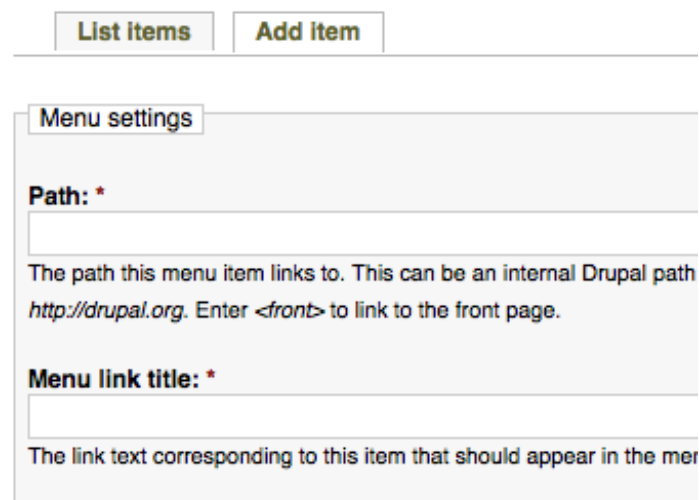 List items Add item
Menu settings
Path: *
The path this menu item links to. This can be an internal Drupal path
http://drupal.org. Enter <front> to link to the front page.
Menu link title: *
The link text corresponding to this item that should appear in the